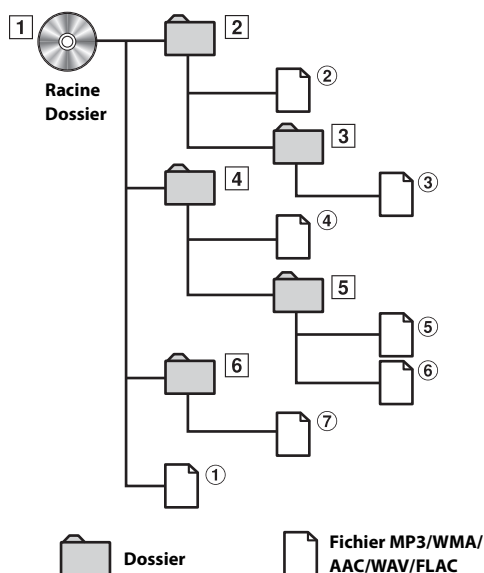 1
2
Racine
Dossier
②
3
4
③
④
5
⑤
6
⑥
⑦
①
Dossier
Fichier MP3/WMA/
AAC/WAV/FLAC